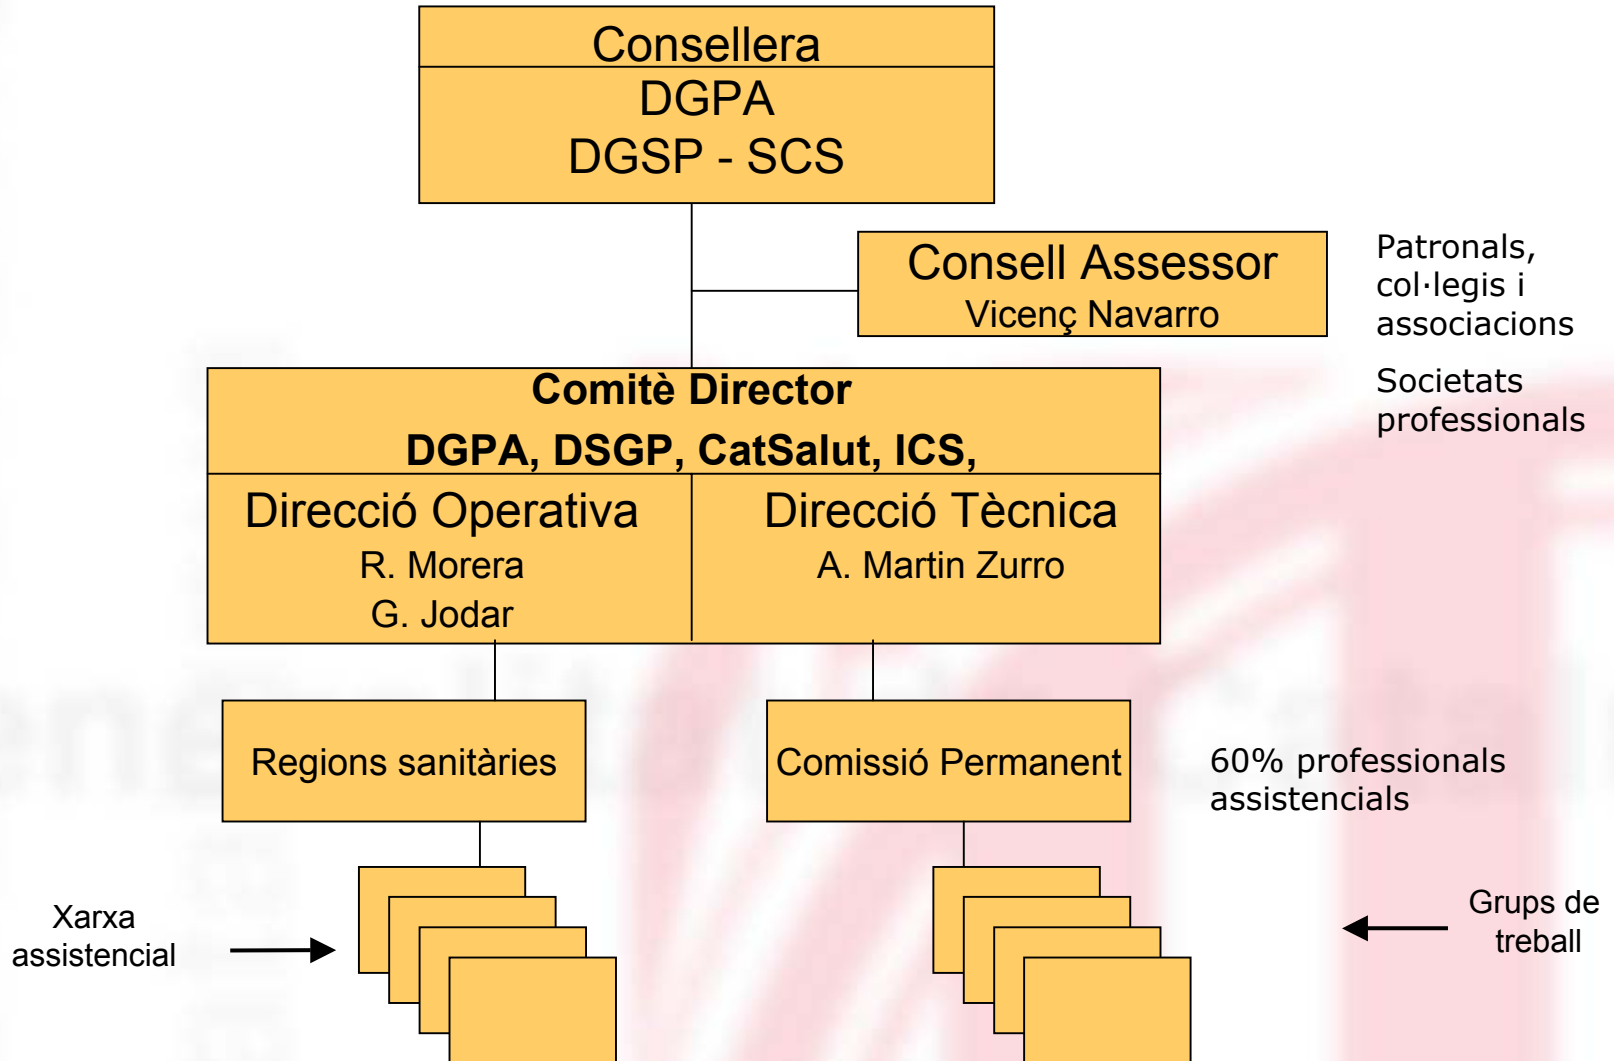 Consellera
DGPA
DGSP - SCS
Consell Assessor
Vicenç Navarro
Patronals,
col·legis i
associacions
Societats
professionals
Comitè Director
DGPA, DSGP, CatSalut, ICS,
Direcció Operativa
R. Morera
G. Jodar
Direcció Tècnica
A. Martin Zurro
Regions sanitàries
Comissió Permanent
60% professionals
assistencials
Xarxa
assistencial
Grups de
treball